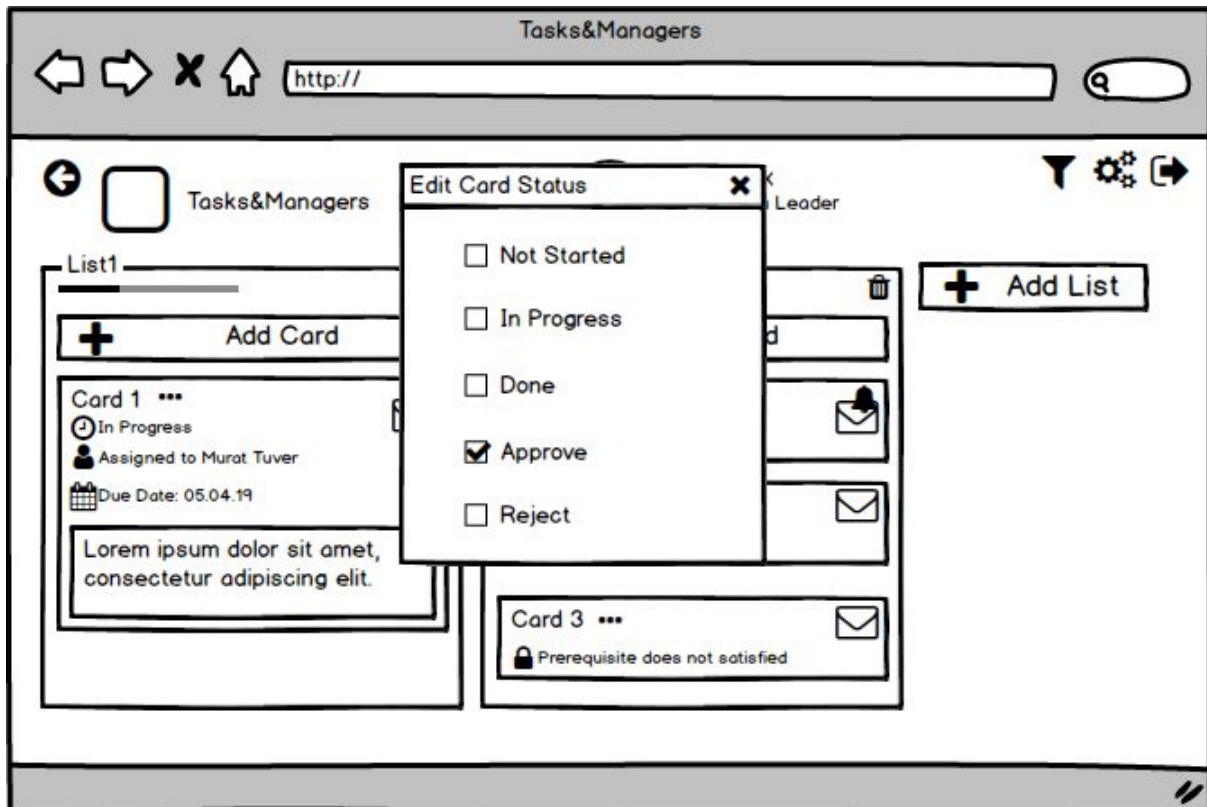 Tasks&Managers
http://
Tasks&Managers
Leader
Edit Card Status
Not Started
In Progress
Done
Approve
Reject
List1
Add Card
Card 1 •••
In Progress
Assigned to Murat Tuver
Due Date: 05.04.19
Lorem ipsum dolor sit amet,
consectetur adipiscing elit.
Card 3 •••
Prerequisite does not satisfied
Add List